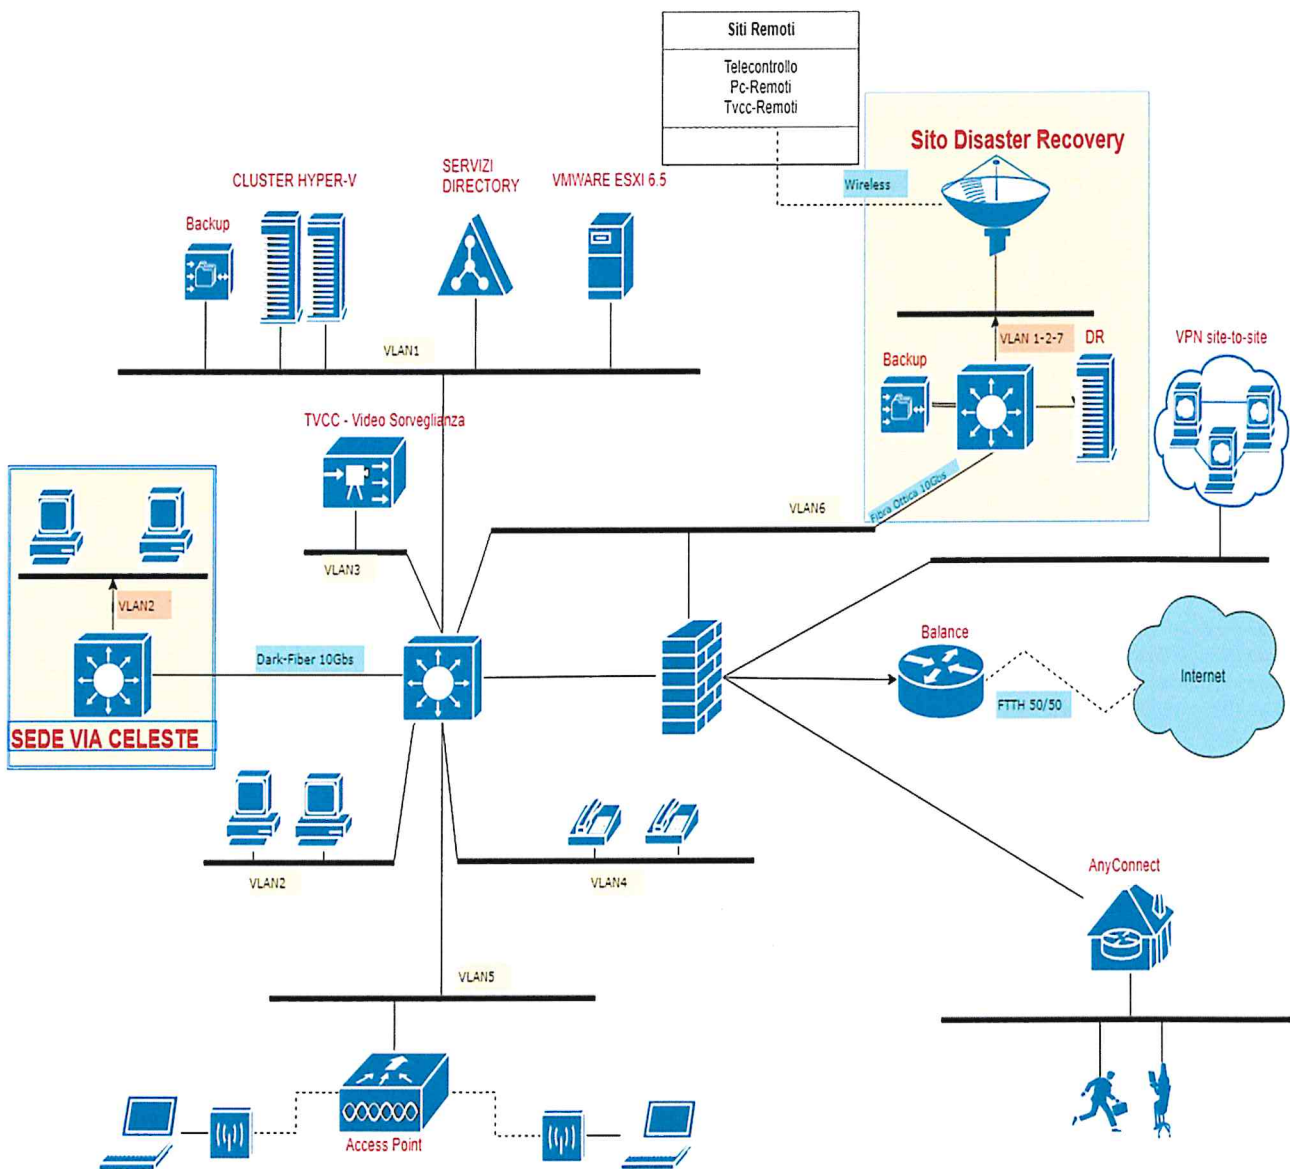 Siti Remoti
Telecontrollo
Pc-Remoti
Tvcc-Remoti
Sito Disaster Recovery
Wireless
CLUSTER HYPER-V
SERVIZI
DIRECTORY
VMWARE ESXI 6.5
Backup
VLAN1
VLAN 1-2-7
DR
Backup
VPN site-to-site
TVCC - Video Sorveglianza
Fibra Ottica 10Gbs
VLAN6
VLAN3
VLAN2
Dark-Fiber 10Gbs
Balance
Internet
FTTH 50/50
SEDE VIA CELESTE
VLAN2
VLAN4
AnyConnect
VLAN5
Access Point